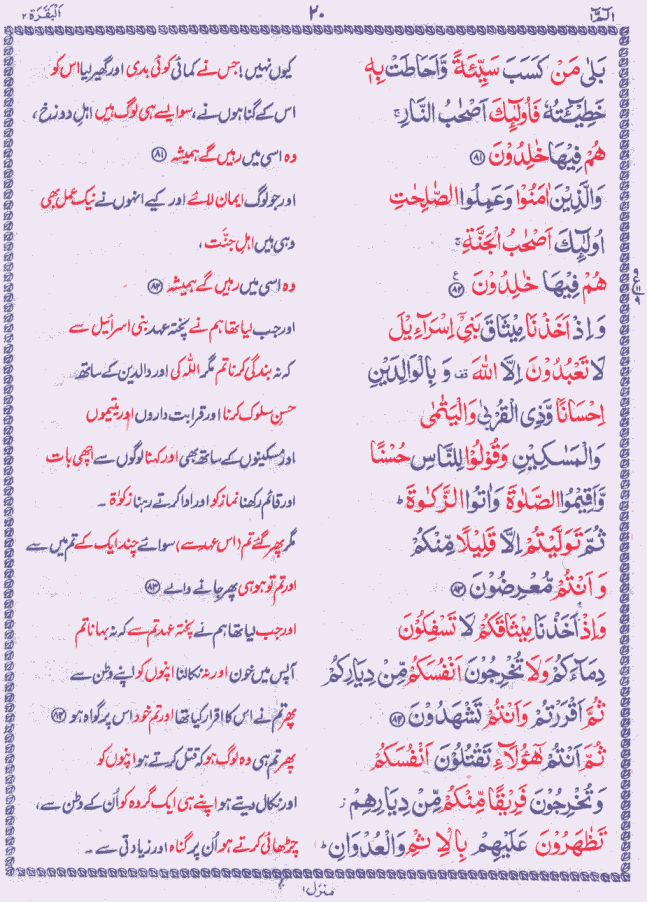 الٓمّٓ ١
٢٠
اَلْبَقَرَة ٢
بَلٰى مَنْ كَسَبَ سَيِّئَةً وَّاَحَاطَتْ بِهٖ
کیوں نہیں! جس نے کمائی کوئی بدی اور گھیر لیا اس کو
خَطِيْٓـئَتُهٗ فَاُولٰٓئِكَ اَصْحٰبُ النَّارِ ۚ
اس کے گناہوں نے، سو ایسے ہی لوگ ہیں اہلِ دوزخ،
هُمْ فِيْهَا خٰلِدُوْنَ ﴿٨١﴾
وہ اسی میں رہیں گے ہمیشہ ﴿٨١﴾
وَالَّذِيْنَ اٰمَنُوْا وَعَمِلُوا الصّٰلِحٰتِ
اور جو لوگ ایمان لائے اور کیے انہوں نے نیک عمل بھی
اُولٰٓئِكَ اَصْحٰبُ الْجَنَّةِ ۚ
وہی ہیں اہلِ جنّت،
هُمْ فِيْهَا خٰلِدُوْنَ ﴿٨٢﴾ ع
وہ اسی میں رہیں گے ہمیشہ ﴿٨٢﴾
وَاِذْ اَخَذْنَا مِيْثَاقَ بَنِيْٓ اِسْرَآءِيْلَ
اور جب لیا تھا ہم نے پختہ عہد بنی اسرائیل سے
لَا تَعْبُدُوْنَ اِلَّا اللّٰهَ قف وَ بِالْوَالِدَيْنِ
کہ نہ بندگی کرنا تم مگر اللہ کی اور والدین کے ساتھ
اِحْسَانًا وَّذِى الْقُرْبٰى وَالْيَتٰمٰى
حسنِ سلوک کرنا اور قرابت داروں اور یتیموں
وَالْمَسٰكِيْنِ وَقُوْلُوْا لِلنَّاسِ حُسْنًا
اور مسکینوں کے ساتھ بھی اور کہنا لوگوں سے اچھی بات
وَّاَقِيْمُوا الصَّلٰوةَ وَاٰتُوا الزَّكٰوةَ ؕ
اور قائم رکھنا نماز کو اور ادا کرتے رہنا زکوٰۃ۔
ثُمَّ تَوَلَّيْتُمْ اِلَّا قَلِيْلًا مِّنْكُمْ
مگر پھر گئے تم (اس عہد سے) سوائے چند ایک کے تم میں سے
وَاَنْتُمْ مُّعْرِضُوْنَ ﴿٨٣﴾
اور تم تو ہو ہی پھر جانے والے ﴿٨٣﴾
وَاِذْ اَخَذْنَا مِيْثَاقَكُمْ لَا تَسْفِكُوْنَ
اور جب لیا تھا ہم نے پختہ عہد تم سے کہ نہ بہانا تم
دِمَآءَكُمْ وَلَا تُخْرِجُوْنَ اَنْفُسَكُمْ مِّنْ دِيَارِكُمْ
آپس میں خون اور نہ نکالنا اپنوں کو اپنے وطن سے
ثُمَّ اَقْرَرْتُمْ وَاَنْتُمْ تَشْهَدُوْنَ ﴿٨٤﴾
پھر تم نے اس کا اقرار کیا تھا اور تم خود اس پر گواہ ہو ﴿٨٤﴾
ثُمَّ اَنْتُمْ هٰٓؤُلَآءِ تَقْتُلُوْنَ اَنْفُسَكُمْ
پھر تم ہی وہ لوگ ہو کہ قتل کرتے ہو اپنوں کو
وَتُخْرِجُوْنَ فَرِيْقًا مِّنْكُمْ مِّنْ دِيَارِهِمْ ز
اور نکال دیتے ہو اپنے ہی ایک گروہ کو اُن کے وطن سے،
تَظٰهَرُوْنَ عَلَيْهِمْ بِالْاِثْمِ وَالْعُدْوَانِ ؕ
چڑھائی کرتے ہو اُن پر گناہ اور زیادتی سے۔
منزل ١